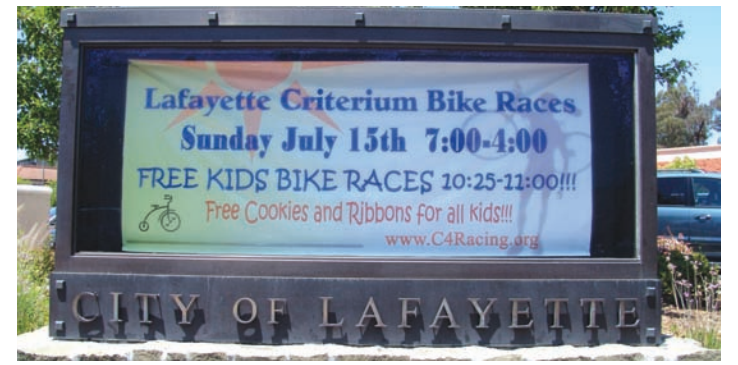 Lafayette Criterium Bike Races
Sunday July 15th 7:00-4:00
FREE KIDS BIKE RACES 10:25-11:00!!!
Free Cookies and Ribbons for all kids!!!
www.C4Racing.org
CITY OF LAFAYETTE